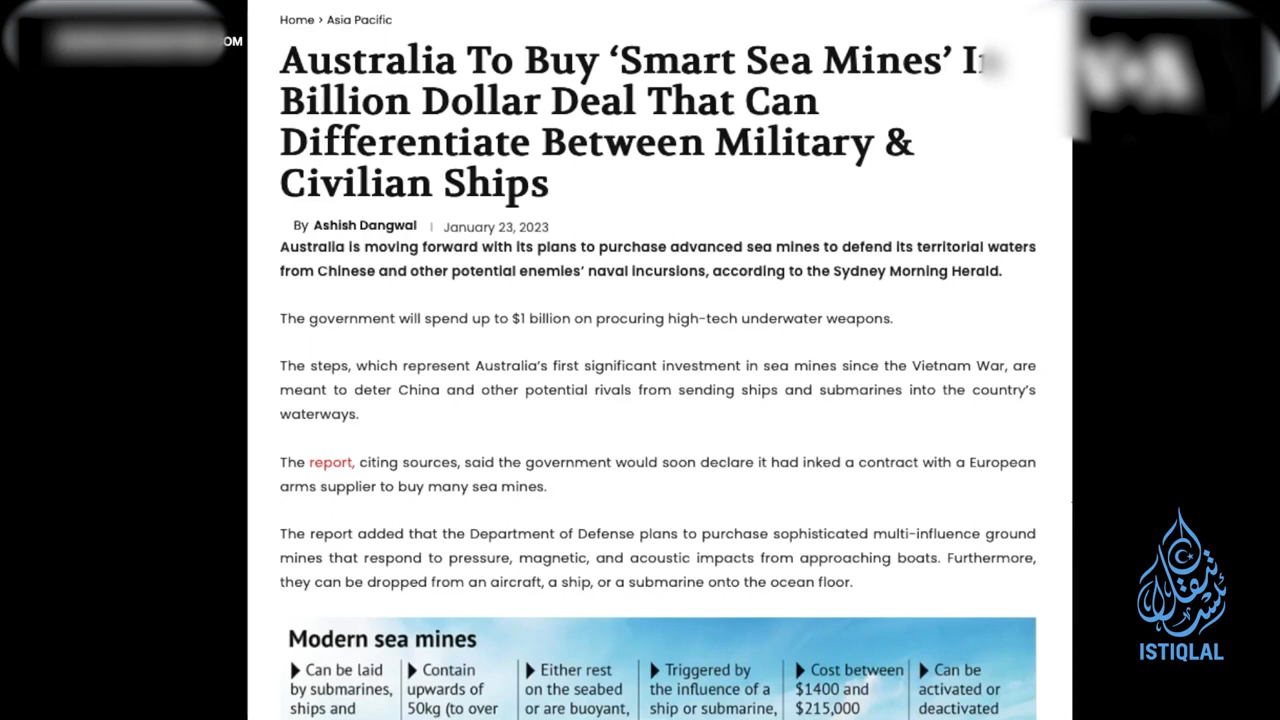 OM
Home › Asia Pacific
Australia To Buy ‘Smart Sea Mines’
Billion Dollar Deal That Can
Differentiate Between Military &
Civilian Ships
By Ashish Dangwal | January 23, 2023
Australia is moving forward with its plans to purchase advanced sea mines to defend its territorial waters
from Chinese and other potential enemies’ naval incursions, according to the Sydney Morning Herald.
The government will spend up to $1 billion on procuring high-tech underwater weapons.
The steps, which represent Australia’s first significant investment in sea mines since the Vietnam War, are
meant to deter China and other potential rivals from sending ships and submarines into the country’s
waterways.
The report, citing sources, said the government would soon declare it had inked a contract with a European
arms supplier to buy many sea mines.
The report added that the Department of Defense plans to purchase sophisticated multi-influence ground
mines that respond to pressure, magnetic, and acoustic impacts from approaching boats. Furthermore,
they can be dropped from an aircraft, a ship, or a submarine onto the ocean floor.
Modern sea mines
Can be laid
by submarines,
ships and
Contain
upwards of
50kg (to over
Either rest
on the seabed
or are buoyant,
Triggered by
the influence of a
ship or submarine,
Cost between
$1400 and
$215,000
Can be
activated or
deactivated
ISTIQLAL